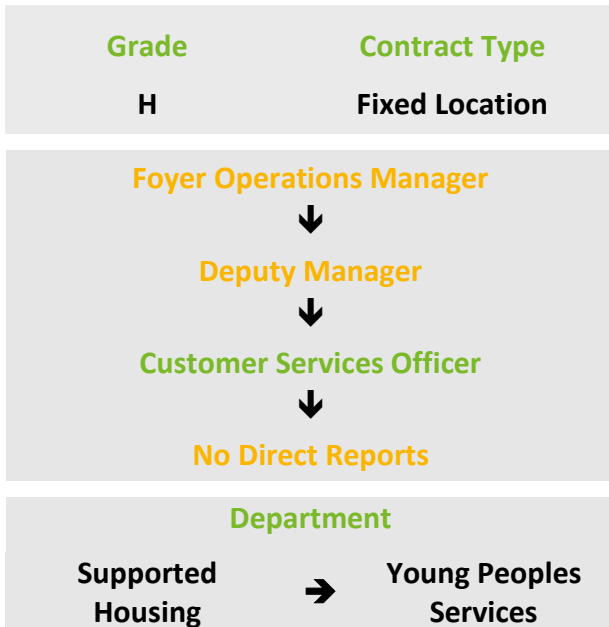 Grade Contract Type
H Fixed Location
Foyer Operations Manager
Deputy Manager
Customer Services Officer
No Direct Reports
Department
Supported Young Peoples
Housing Services